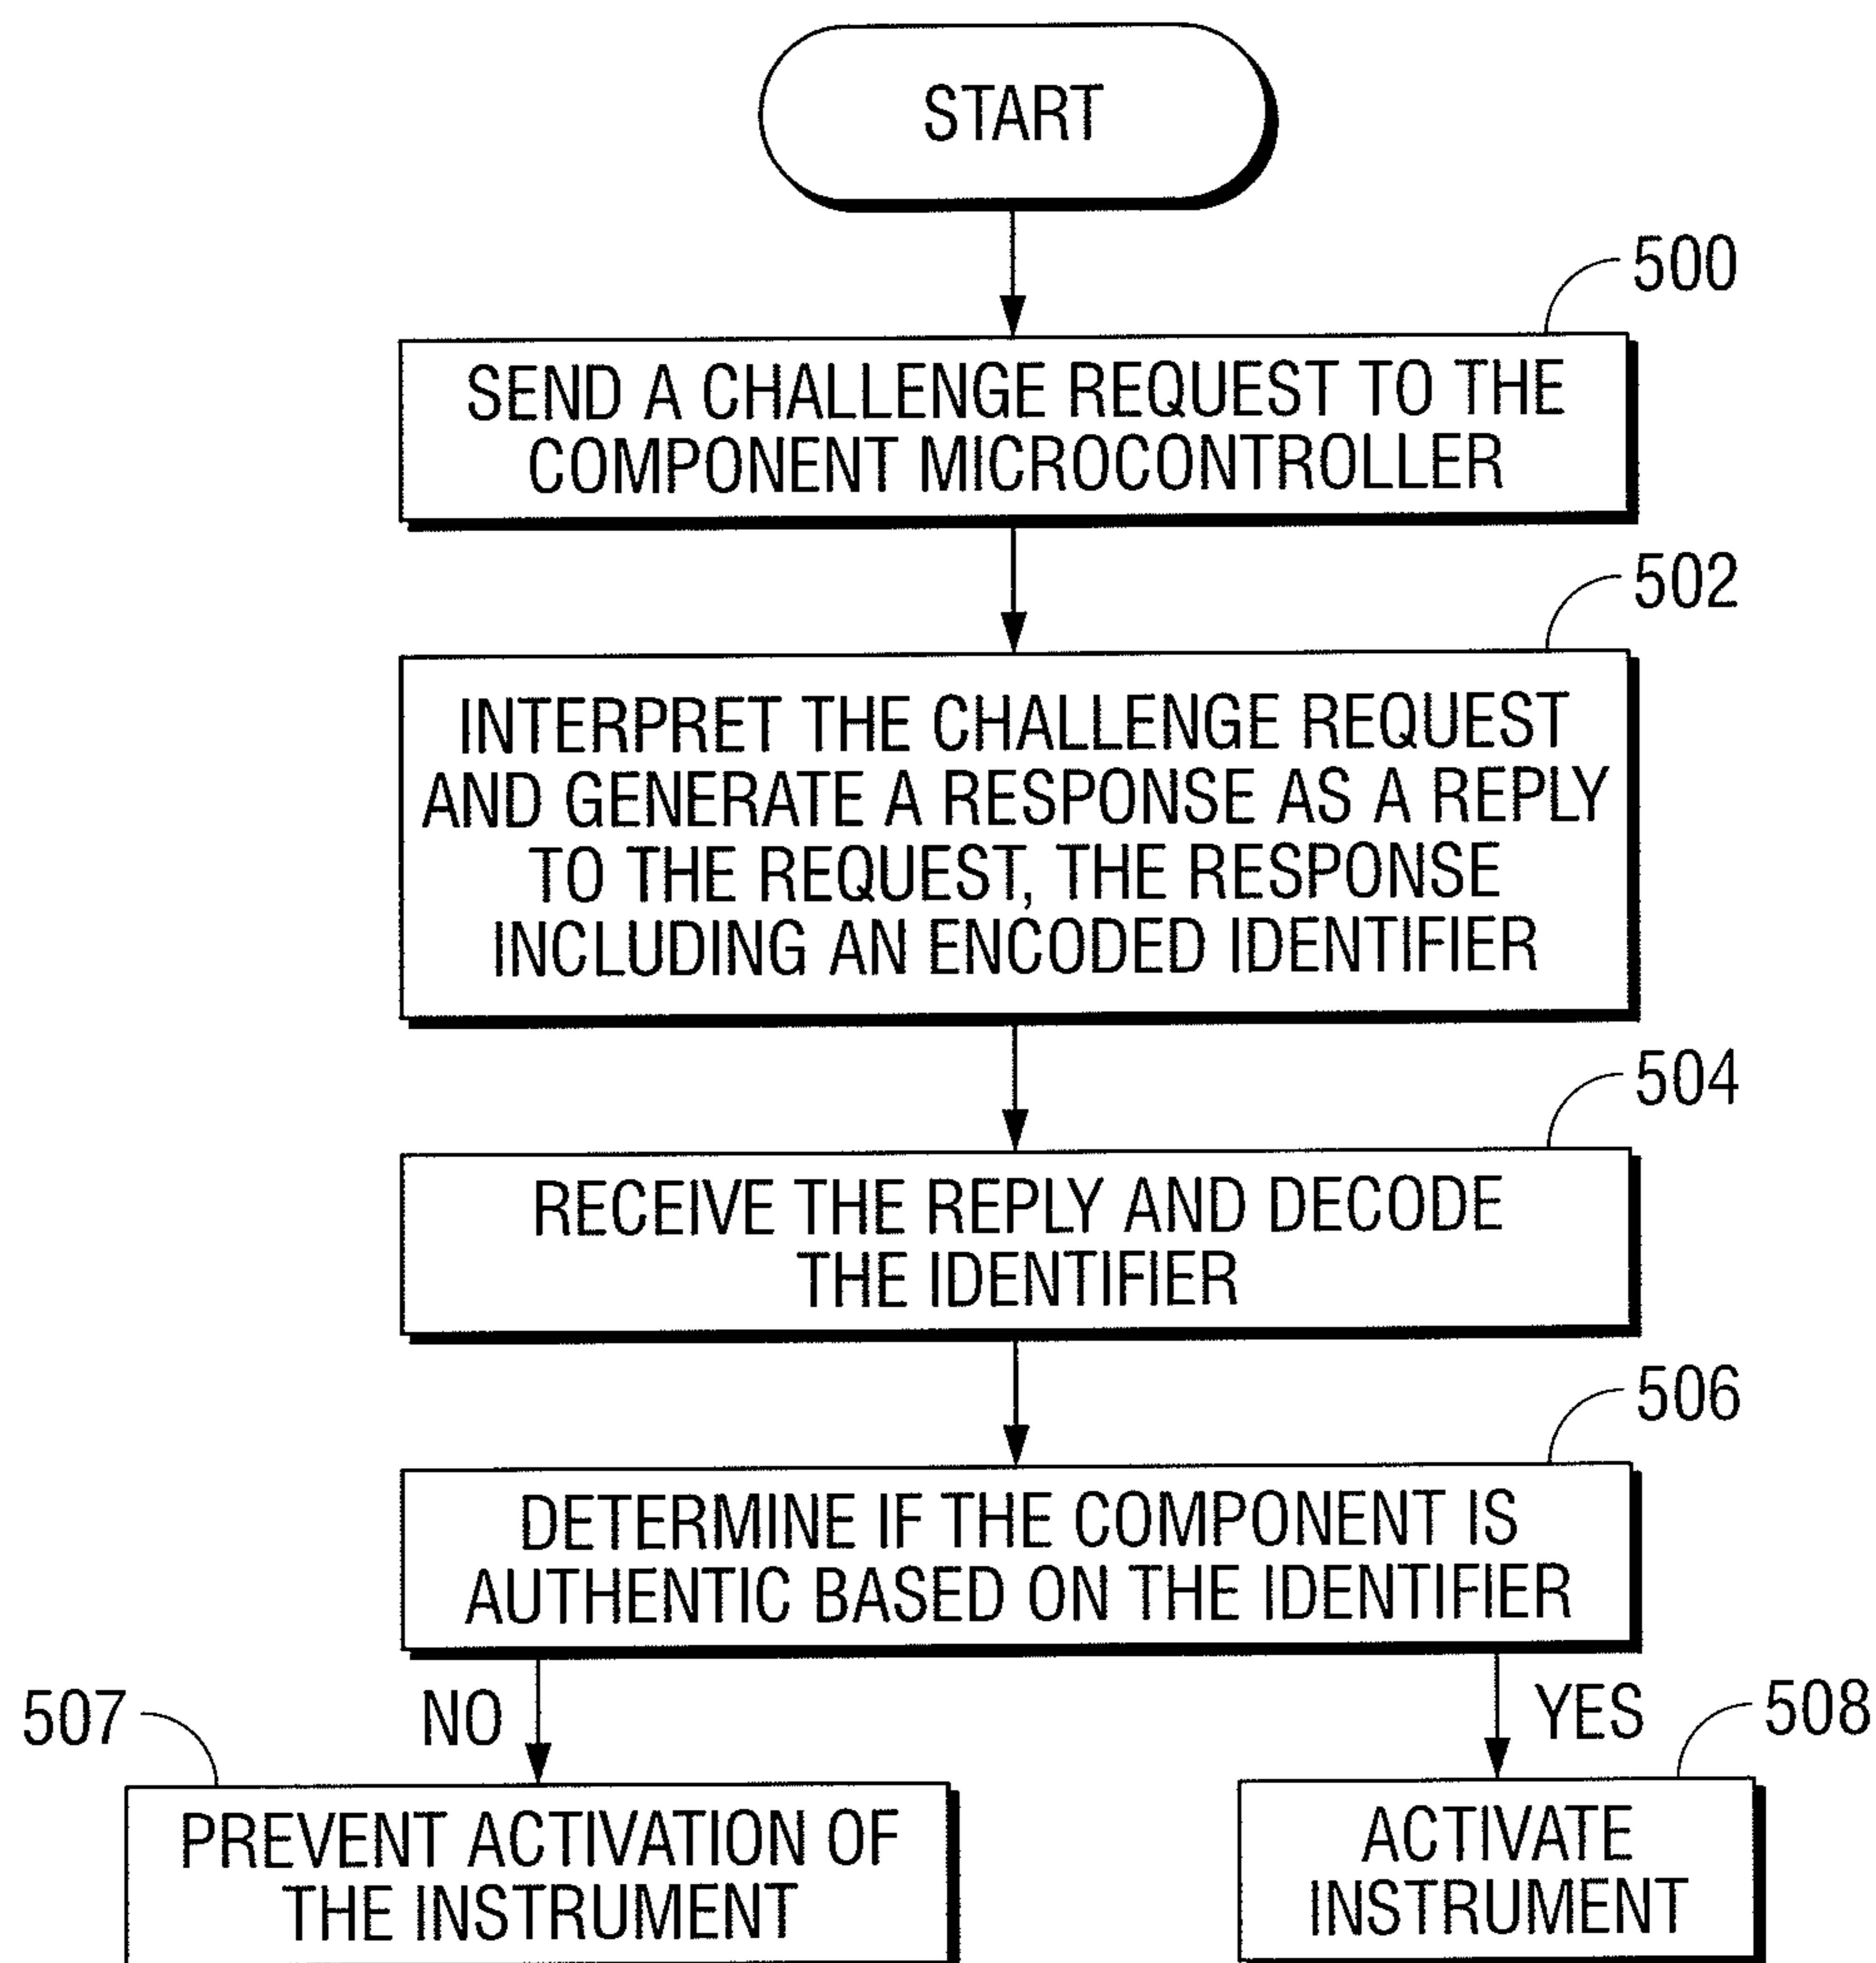 START
500
SEND A CHALLENGE REQUEST TO THE
COMPONENT MICROCONTROLLER
502
INTERPRET THE CHALLENGE REQUEST
AND GENERATE A RESPONSE AS A REPLY
TO THE REQUEST, THE RESPONSE
INCLUDING AN ENCODED IDENTIFIER
504
RECEIVE THE REPLY AND DECODE
THE IDENTIFIER
506
DETERMINE IF THE COMPONENT IS
AUTHENTIC BASED ON THE IDENTIFIER
507
NO
YES
508
PREVENT ACTIVATION OF
THE INSTRUMENT
ACTIVATE
INSTRUMENT